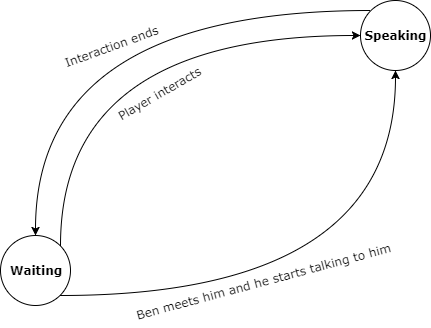 Interaction ends
Speaking
Player interacts
Waiting
Ben meets him and he starts talking to him